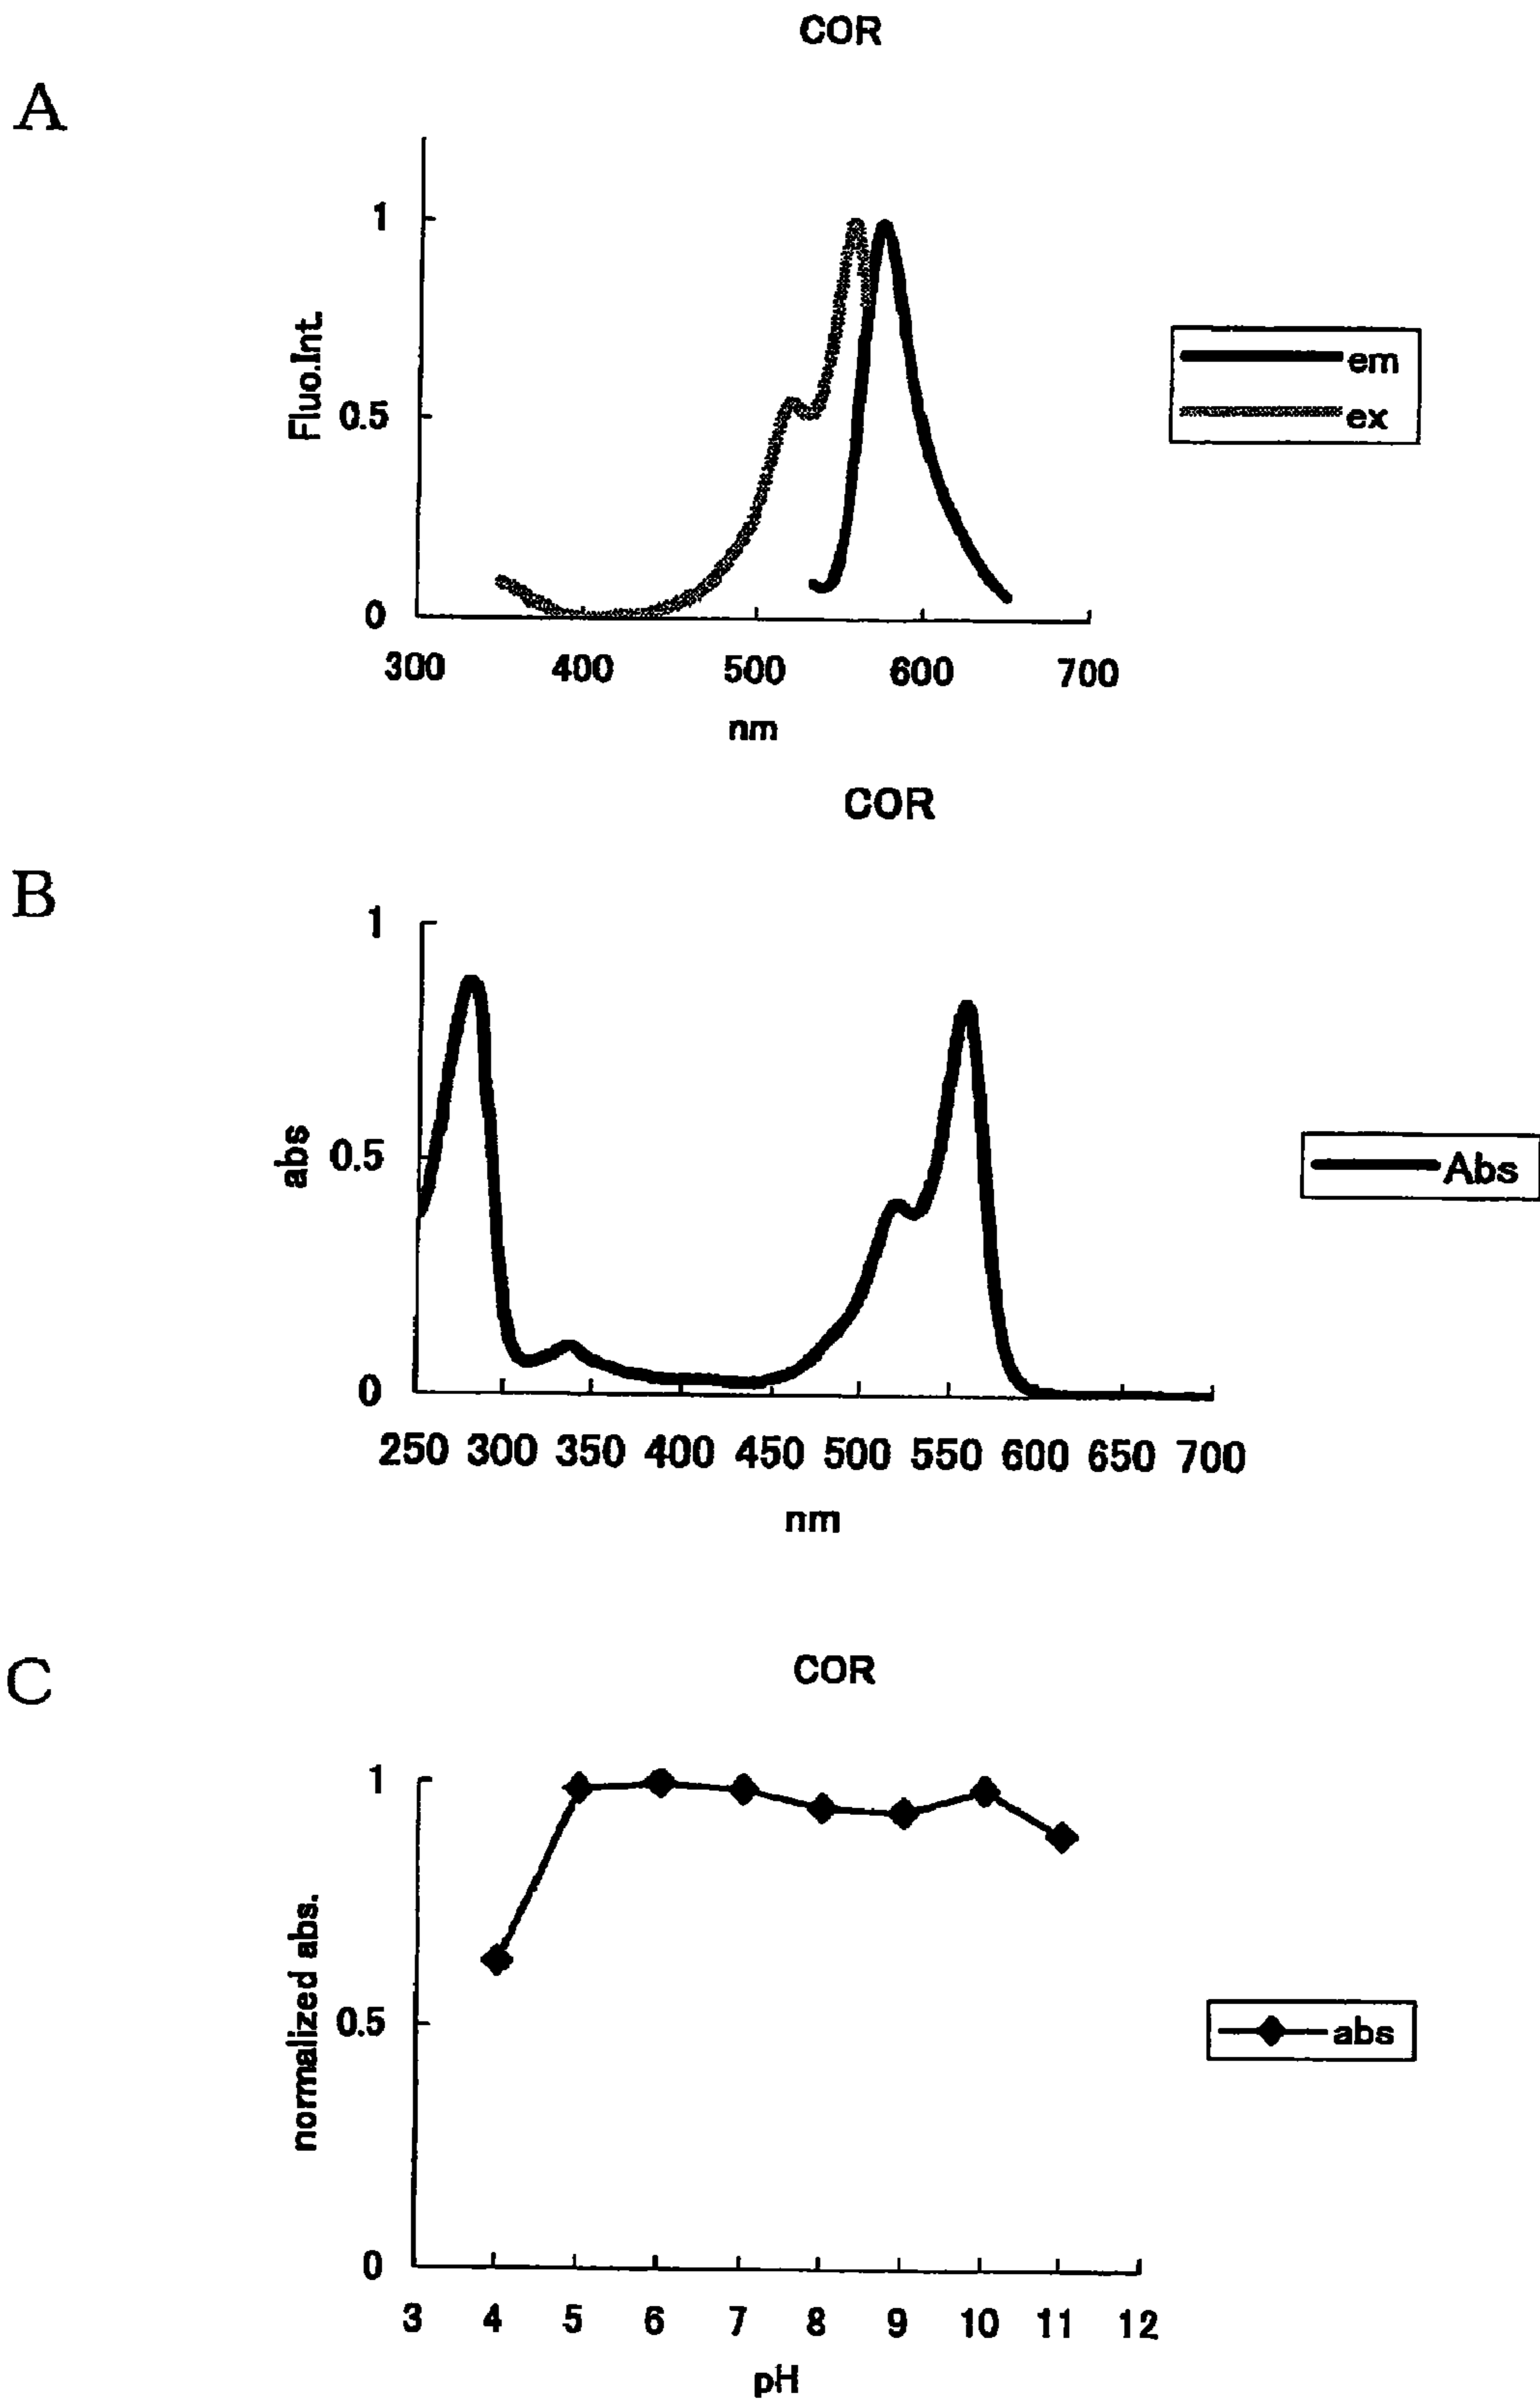 COR
A
1
0.5
0
Fluo.Int.
300 400 500 600 700
nm
em
ex
COR
B
1
0.5
0
abs
250 300 350 400 450 500 550 600 650 700
nm
Abs
COR
C
1
0.5
0
normalized abs.
3 4 5 6 7 8 9 10 11 12
pH
abs